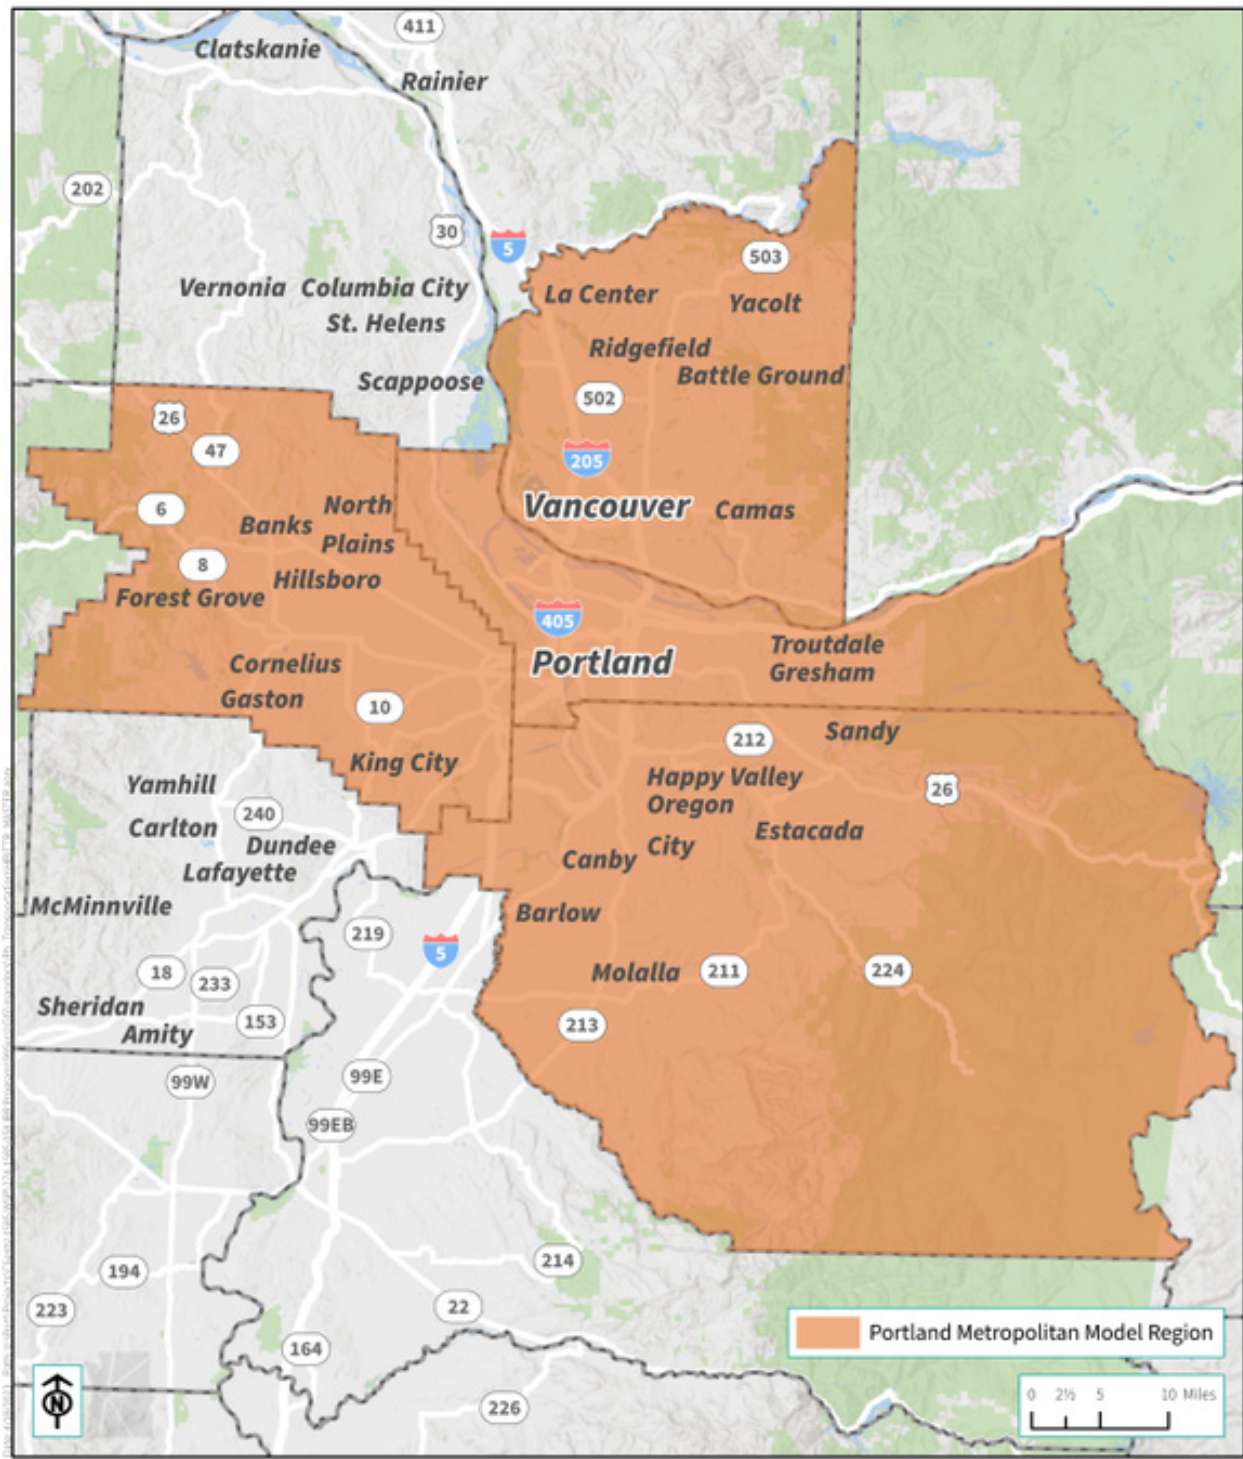 411
Clatskanie
Rainier
202
30
5
503
Vernonia
Columbia City
La Center
Yacolt
St. Helens
Ridgefield
Scappoose
Battle Ground
502
26
47
205
6
North
Plains
Vancouver
Camas
Banks
8
Hillsboro
Forest Grove
405
Troutdale
Gresham
Portland
Cornelius
Gaston
10
Sandy
212
King City
Happy Valley
Oregon
City
26
Yamhill
240
Carlton
Dundee
Estacada
Lafayette
Canby
McMinnville
Barlow
219
5
18
233
Molalla
211
224
Sheridan
153
213
Amity
99W
99E
99EB
214
194
223
22
164
226
Portland Metropolitan Model Region
0 2½ 5 10 Miles
N